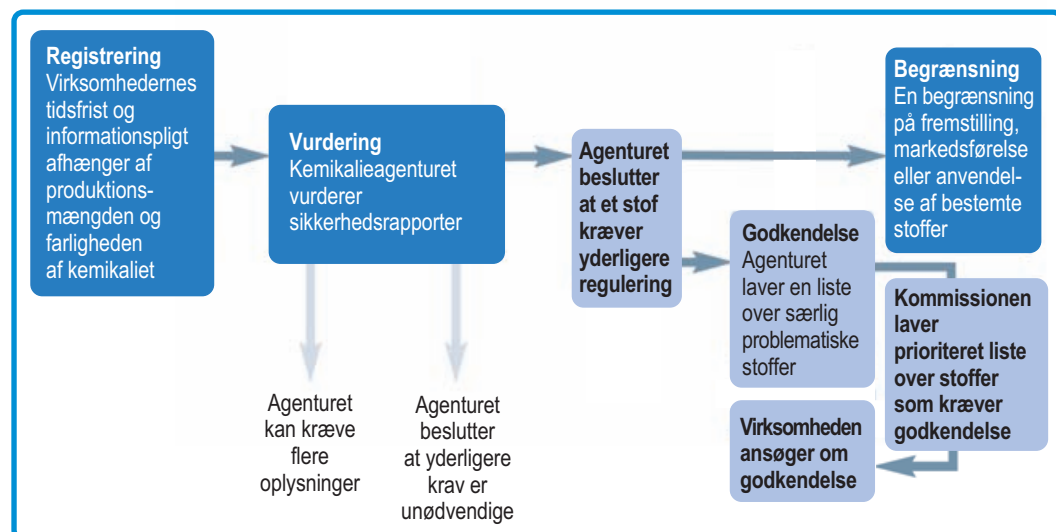 Registrering
Virksomhedernes
tidsfrist og
informationspligt
afhænger af
produktions-
mængden og
farligheden
af kemikaliet
Vurdering
Kemikalieagenturet
vurderer
sikkerhedsrapporter
Agenturet
kan kræve
flere
oplysninger
Agenturet
beslutter
at yderligere
krav er
unødvendige
Agenturet
beslutter
at et stof
kræver
yderligere
regulering
Begrænsning
En begrænsning
på fremstilling,
markedsførelse
eller anvendel-
se af bestemte
stoffer
Godkendelse
Agenturet
laver en liste
over særlig
problematiske
stoffer
Kommissionen
laver
prioriteret liste
over stoffer
som kræver
godkendelse
Virksomheden
ansøger om
godkendelse